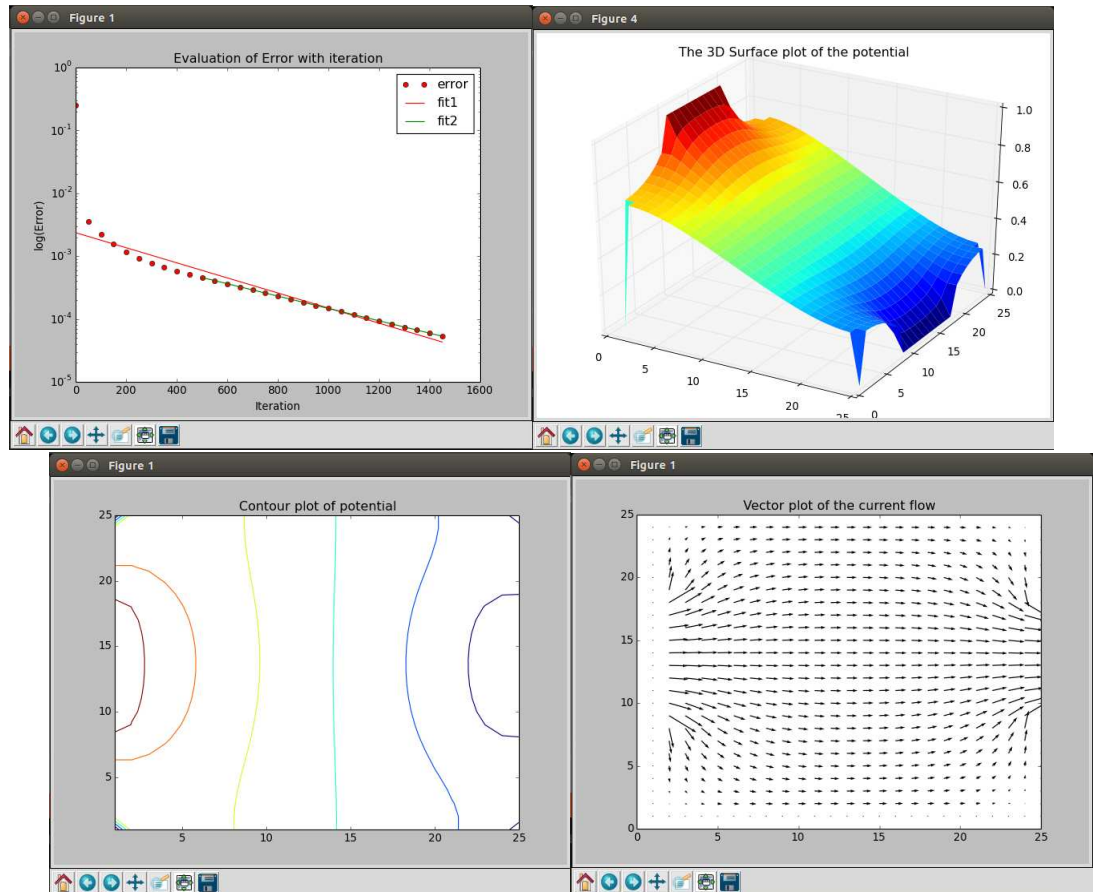 Figure 1
Evaluation of Error with iteration
error
fit1
fit2
10^0
10^-1
10^-2
10^-3
10^-4
10^-5
log(Error)
0 200 400 600 800 1000 1200 1400 1600
Iteration
Figure 4
The 3D Surface plot of the potential
1.0
0.8
0.6
0.4
0.2
0.0
0 5 10 15 20 25
0 5 10 15 20 25
Figure 1
Contour plot of potential
25
20
15
10
5
5 10 15 20 25
Figure 1
Vector plot of the current flow
25
20
15
10
5
0
0 5 10 15 20 25